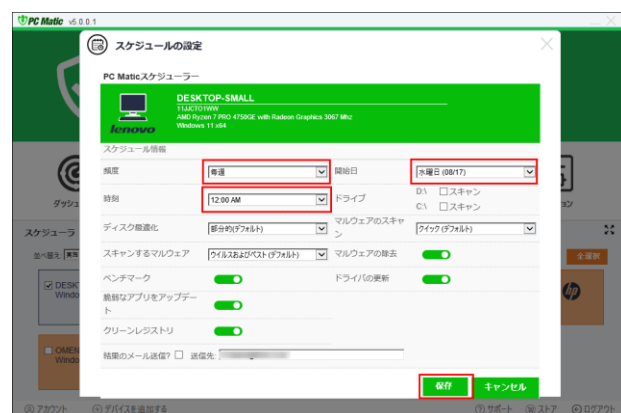 PC Matic v5.0.0.1
スケジュールの設定
PC Maticスケジューラー
DESKTOP-SMALL
11JJCTO1WW
AMD Ryzen 7 PRO 4750GE with Radeon Graphics 3067 Mhz
Windows 11 x64
lenovo
スケジュール情報
頻度 毎週 開始日 水曜日 (08/17)
時刻 12:00 AM ドライブ D:\ スキャン
C:\ スキャン
ディスク最適化 部分的(デフォルト) マルウェアのスキャン クイック (デフォルト)
スキャンするマルウェア ウイルスおよびペスト (デフォルト) マルウェアの除去
ベンチマーク ドライバの更新
脆弱なアプリをアップデート
クリーンレジストリ
結果のメール送信? 送信先:
保存 キャンセル
ダッシ
スケジューラ
並べ替え
全選択
DESK
Windo
hp
OMEN
Windo
アカウント デバイスを追加する サポート ストア ログアウト